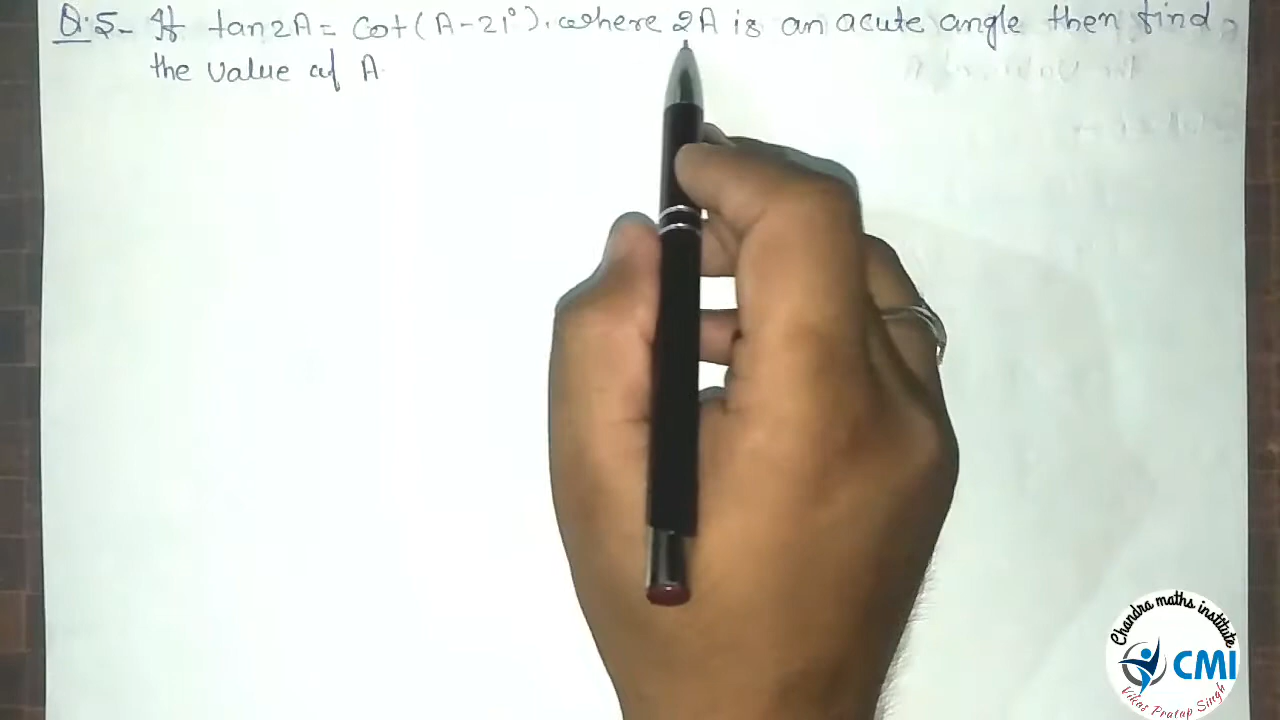 Q.5- If tan2A = cot(A-21°). where 2A is an acute angle then find
the value of A
Chandra maths institute
CMI
Vikas Pratap Singh